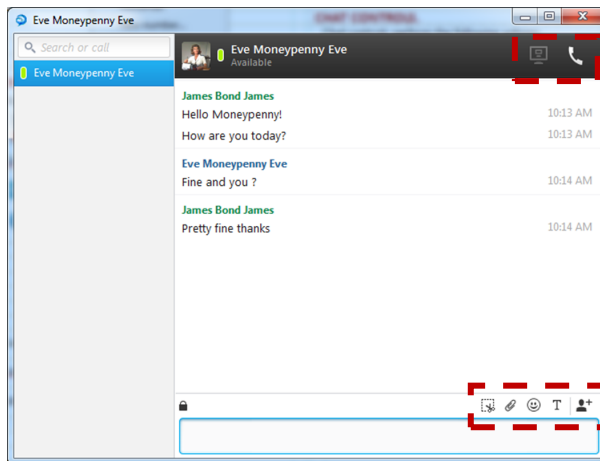 Eve Moneypenny Eve
CHAT CONTROLS
Search or call
Eve Moneypenny Eve
Eve Moneypenny Eve
Available
James Bond James
Hello Moneypenny! 10:13 AM
How are you today? 10:13 AM
Eve Moneypenny Eve
Fine and you ? 10:14 AM
James Bond James
Pretty fine thanks 10:14 AM
T